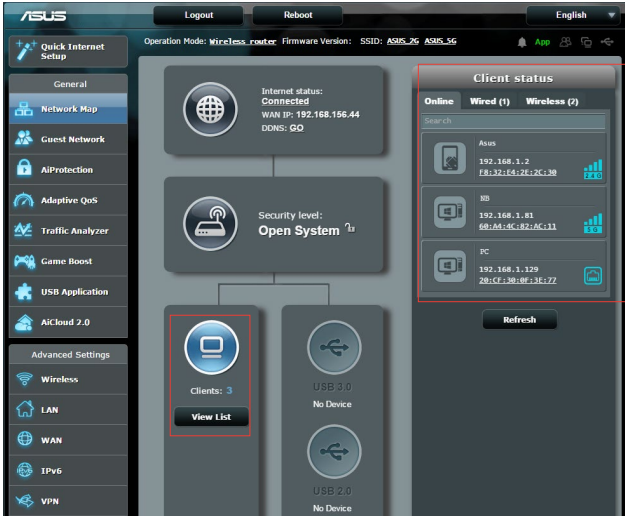 ASUS
Logout
Reboot
English
Quick Internet
Setup
Operation Mode: Wireless router Firmware Version: SSID: ASUS_2G ASUS_5G
App
General
Network Map
Guest Network
AiProtection
Adaptive QoS
Traffic Analyzer
Game Boost
USB Application
AiCloud 2.0
Advanced Settings
Wireless
LAN
WAN
IPv6
VPN
Internet status:
Connected
WAN IP: 192.168.156.44
DDNS: GO
Security level:
Open System
Clients: 3
View List
USB 3.0
No Device
USB 2.0
No Device
Client status
Online Wired (1) Wireless (2)
Search
Asus
192.168.1.2
F8:32:E4:2E:2C:30
2.4G
NB
192.168.1.81
60:A4:4C:82:AC:11
5G
PC
192.168.1.129
20:CF:30:0F:3E:77
Refresh